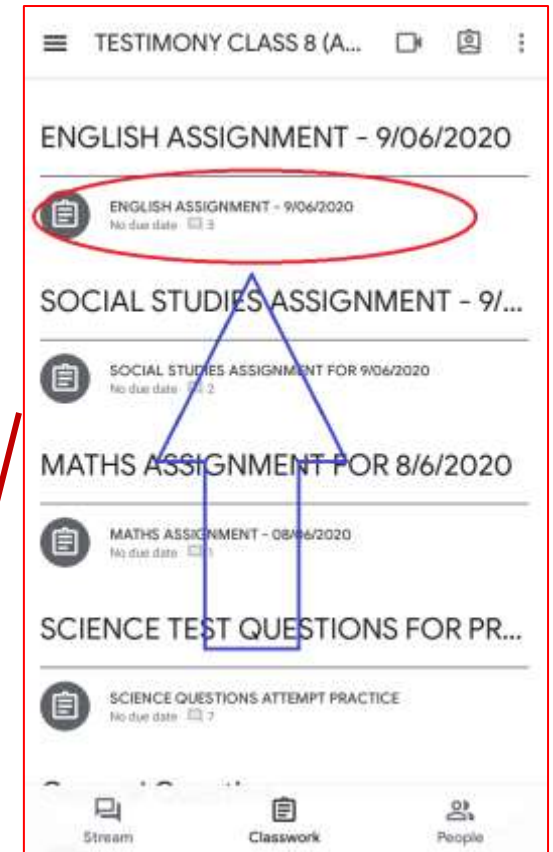 TESTIMONY CLASS 8 (A...
ENGLISH ASSIGNMENT - 9/06/2020
ENGLISH ASSIGNMENT - 9/06/2020
No due date 3
SOCIAL STUDIES ASSIGNMENT - 9/...
SOCIAL STUDIES ASSIGNMENT FOR 9/06/2020
No due date 2
MATHS ASSIGNMENT FOR 8/6/2020
MATHS ASSIGNMENT - 08/06/2020
No due date 1
SCIENCE TEST QUESTIONS FOR PR...
SCIENCE QUESTIONS ATTEMPT PRACTICE
No due date 7
Stream
Classwork
People